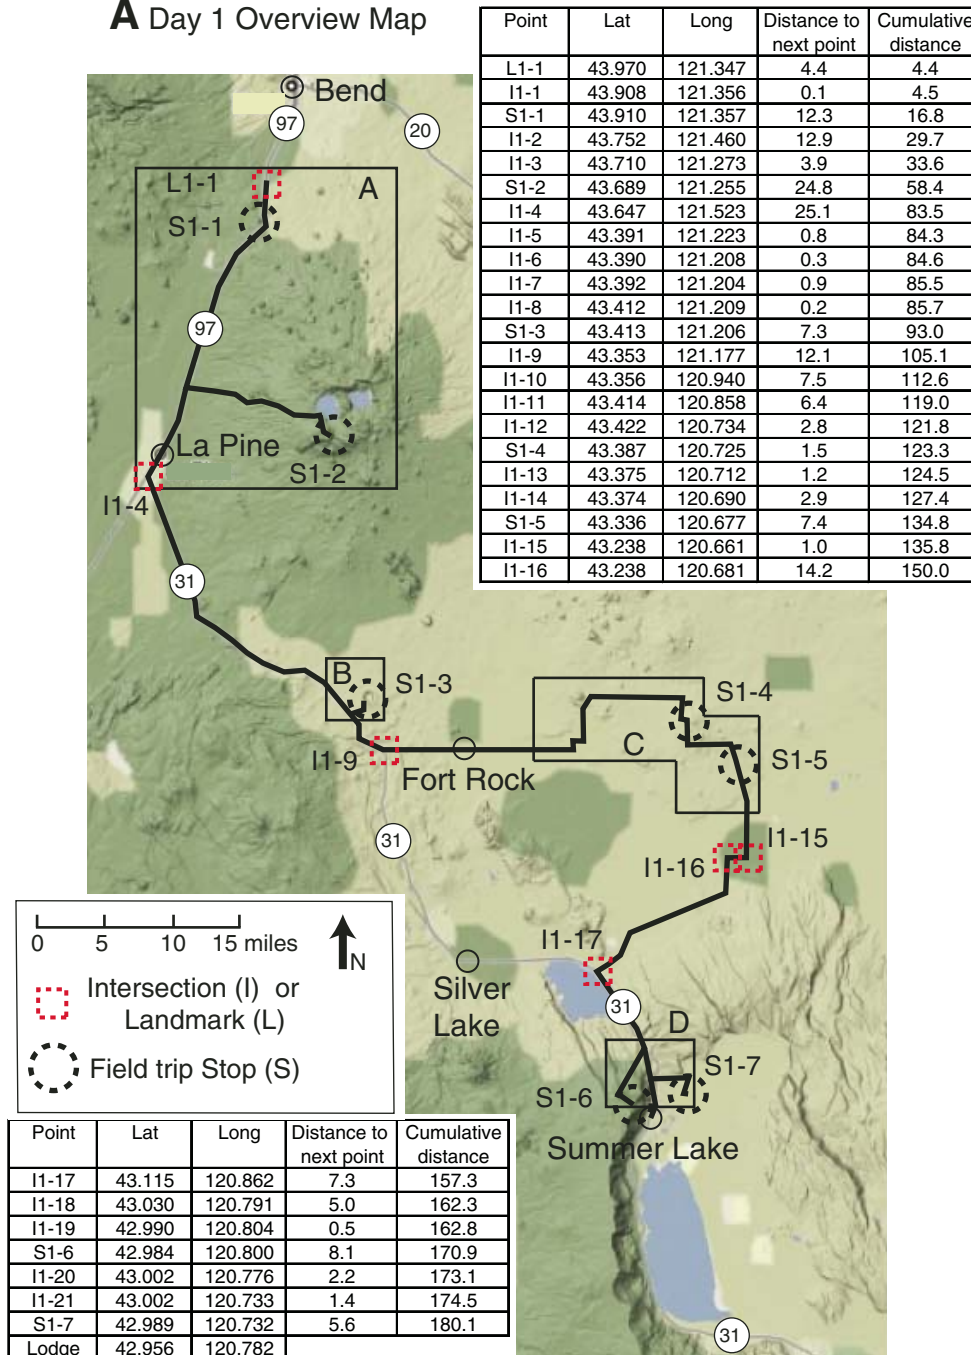 A Day 1 Overview Map
Point Lat Long Distance to next point Cumulative distance
L1-1 43.970 121.347 4.4 4.4
I1-1 43.908 121.356 0.1 4.5
S1-1 43.910 121.357 12.3 16.8
I1-2 43.752 121.460 12.9 29.7
I1-3 43.710 121.273 3.9 33.6
S1-2 43.689 121.255 24.8 58.4
I1-4 43.647 121.523 25.1 83.5
I1-5 43.391 121.223 0.8 84.3
I1-6 43.390 121.208 0.3 84.6
I1-7 43.392 121.204 0.9 85.5
I1-8 43.412 121.209 0.2 85.7
S1-3 43.413 121.206 7.3 93.0
I1-9 43.353 121.177 12.1 105.1
I1-10 43.356 120.940 7.5 112.6
I1-11 43.414 120.858 6.4 119.0
I1-12 43.422 120.734 2.8 121.8
S1-4 43.387 120.725 1.5 123.3
I1-13 43.375 120.712 1.2 124.5
I1-14 43.374 120.690 2.9 127.4
S1-5 43.336 120.677 7.4 134.8
I1-15 43.238 120.661 1.0 135.8
I1-16 43.238 120.681 14.2 150.0
Bend
97
20
L1-1
A
S1-1
97
La Pine
S1-2
I1-4
31
B
S1-3
S1-4
C
I1-9
Fort Rock
S1-5
31
I1-15
I1-16
I1-17
Silver
Lake
31
D
S1-7
S1-6
Summer Lake
31
0 5 10 15 miles
N
Intersection (I) or
Landmark (L)
Field trip Stop (S)
Point Lat Long Distance to next point Cumulative distance
I1-17 43.115 120.862 7.3 157.3
I1-18 43.030 120.791 5.0 162.3
I1-19 42.990 120.804 0.5 162.8
S1-6 42.984 120.800 8.1 170.9
I1-20 43.002 120.776 2.2 173.1
I1-21 43.002 120.733 1.4 174.5
S1-7 42.989 120.732 5.6 180.1
Lodge 42.956 120.782